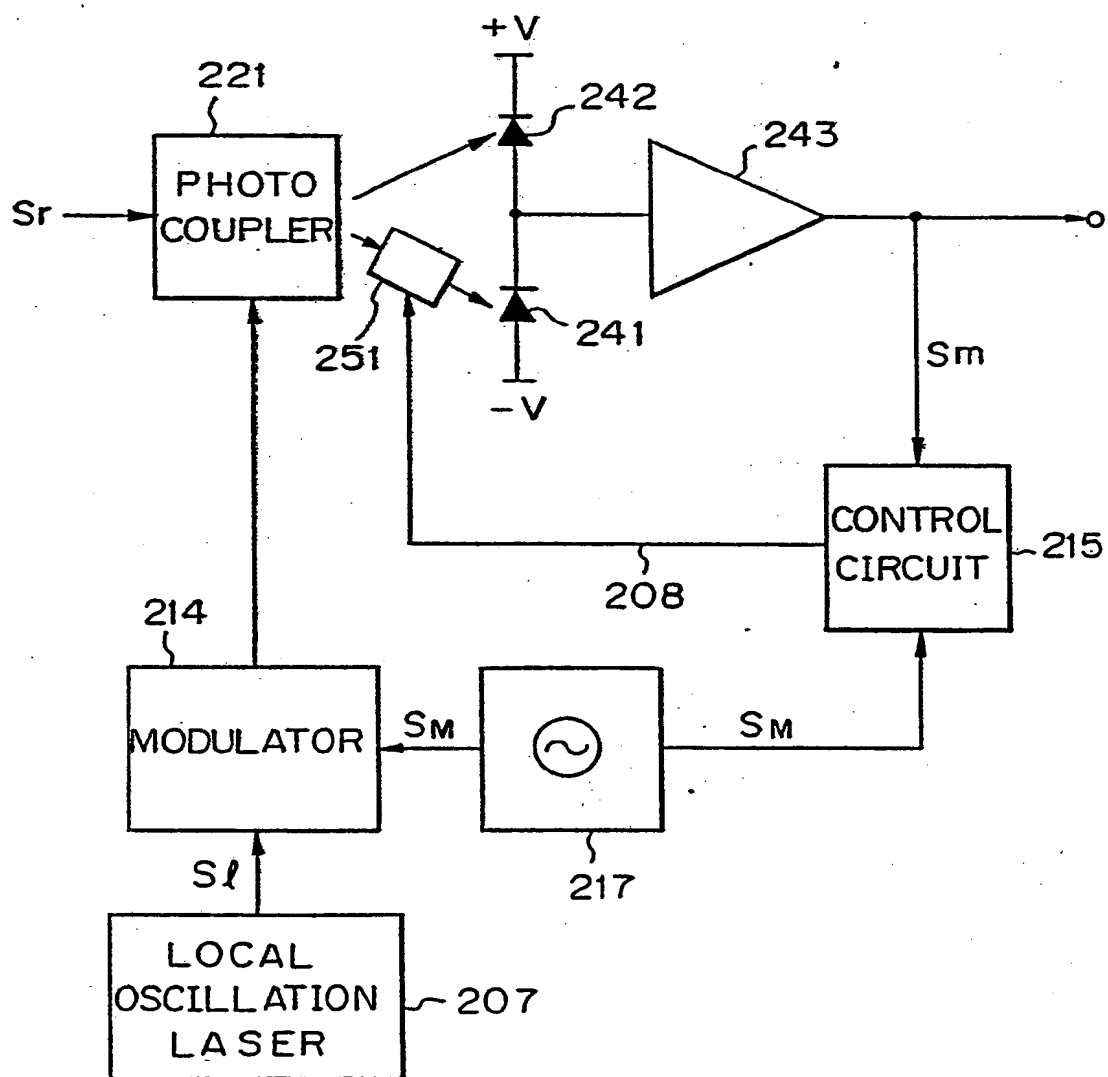 +V
221
242
243
PHOTO
COUPLER
Sr
251
241
-V
Sm
CONTROL
CIRCUIT
215
208
214
MODULATOR
SM
SM
217
Sl
LOCAL
OSCILLATION
LASER
207